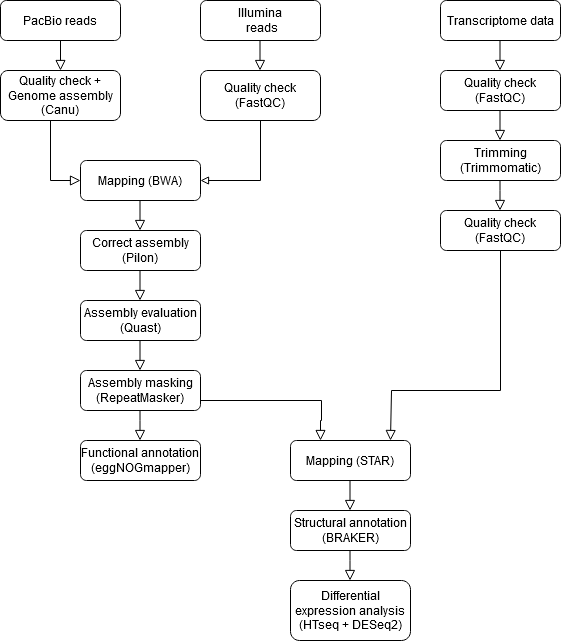 PacBio reads
Illumina
reads
Transcriptome data
Quality check +
Genome assembly
(Canu)
Quality check
(FastQC)
Quality check
(FastQC)
Trimming
(Trimmomatic)
Mapping (BWA)
Quality check
(FastQC)
Correct assembly
(Pilon)
Assembly evaluation
(Quast)
Assembly masking
(RepeatMasker)
Functional annotation
(eggNOGmapper)
Mapping (STAR)
Structural annotation
(BRAKER)
Differential
expression analysis
(HTseq + DESeq2)